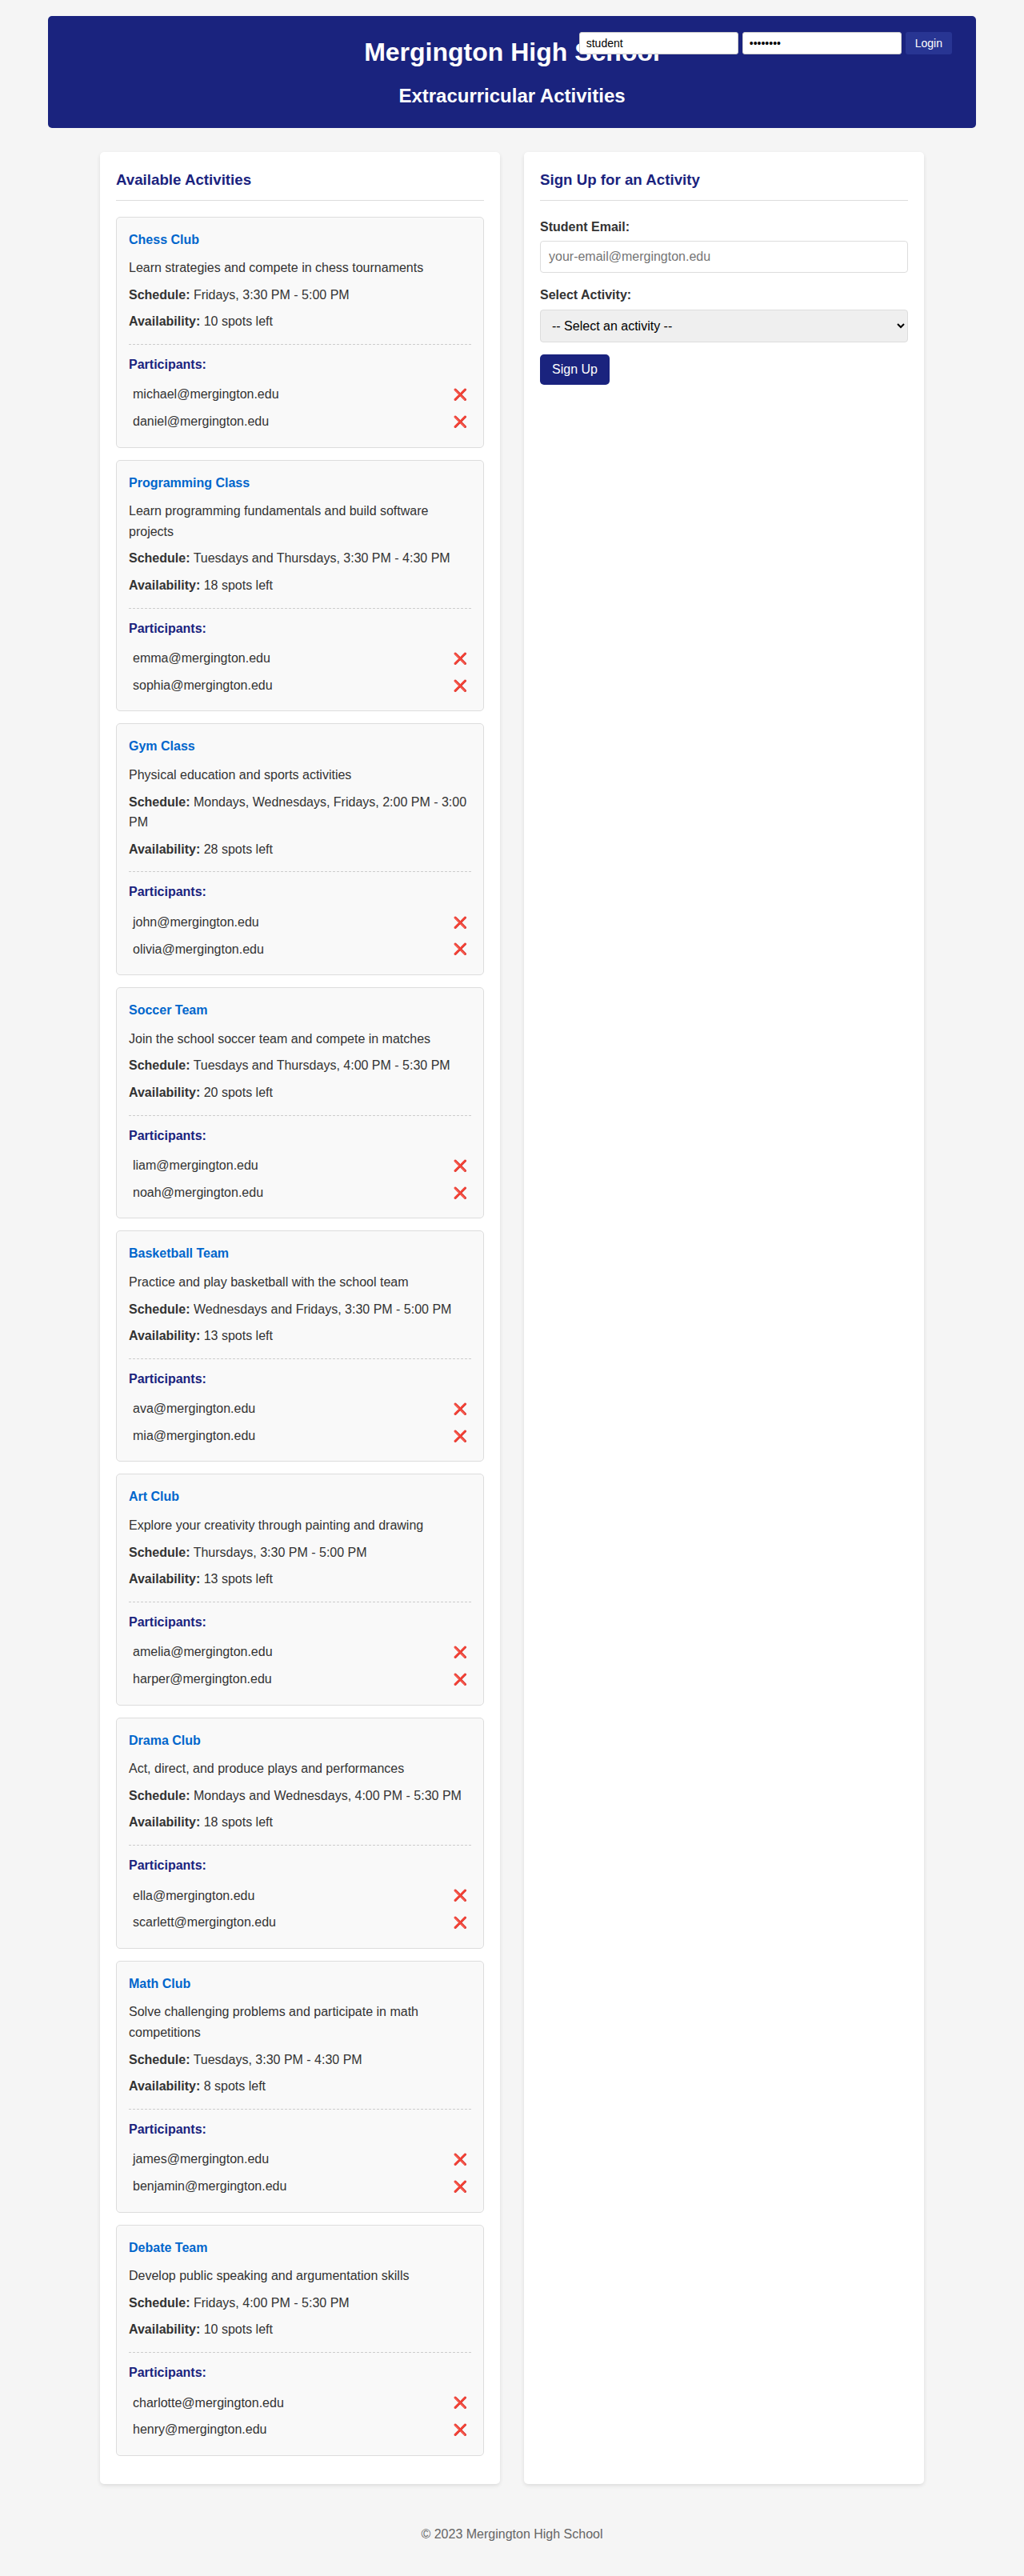 Mergington High School
student
••••••••
Login
Extracurricular Activities
Available Activities
Chess Club
Learn strategies and compete in chess tournaments
Schedule: Fridays, 3:30 PM - 5:00 PM
Availability: 10 spots left
Participants:
michael@mergington.edu
daniel@mergington.edu
Programming Class
Learn programming fundamentals and build software
projects
Schedule: Tuesdays and Thursdays, 3:30 PM - 4:30 PM
Availability: 18 spots left
Participants:
emma@mergington.edu
sophia@mergington.edu
Gym Class
Physical education and sports activities
Schedule: Mondays, Wednesdays, Fridays, 2:00 PM - 3:00
PM
Availability: 28 spots left
Participants:
john@mergington.edu
olivia@mergington.edu
Soccer Team
Join the school soccer team and compete in matches
Schedule: Tuesdays and Thursdays, 4:00 PM - 5:30 PM
Availability: 20 spots left
Participants:
liam@mergington.edu
noah@mergington.edu
Basketball Team
Practice and play basketball with the school team
Schedule: Wednesdays and Fridays, 3:30 PM - 5:00 PM
Availability: 13 spots left
Participants:
ava@mergington.edu
mia@mergington.edu
Art Club
Explore your creativity through painting and drawing
Schedule: Thursdays, 3:30 PM - 5:00 PM
Availability: 13 spots left
Participants:
amelia@mergington.edu
harper@mergington.edu
Drama Club
Act, direct, and produce plays and performances
Schedule: Mondays and Wednesdays, 4:00 PM - 5:30 PM
Availability: 18 spots left
Participants:
ella@mergington.edu
scarlett@mergington.edu
Math Club
Solve challenging problems and participate in math
competitions
Schedule: Tuesdays, 3:30 PM - 4:30 PM
Availability: 8 spots left
Participants:
james@mergington.edu
benjamin@mergington.edu
Debate Team
Develop public speaking and argumentation skills
Schedule: Fridays, 4:00 PM - 5:30 PM
Availability: 10 spots left
Participants:
charlotte@mergington.edu
henry@mergington.edu
Sign Up for an Activity
Student Email:
your-email@mergington.edu
Select Activity:
-- Select an activity --
Sign Up
© 2023 Mergington High School